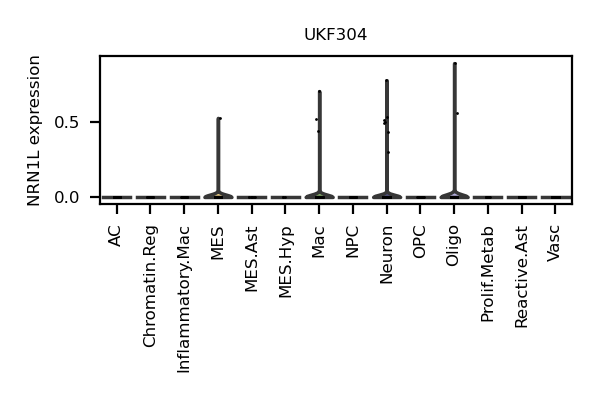 UKF304
NRN1L expression
0.5
0.0
AC
Chromatin.Reg
Inflammatory.Mac
MES
MES.Ast
MES.Hyp
Mac
NPC
Neuron
OPC
Oligo
Prolif.Metab
Reactive.Ast
Vasc